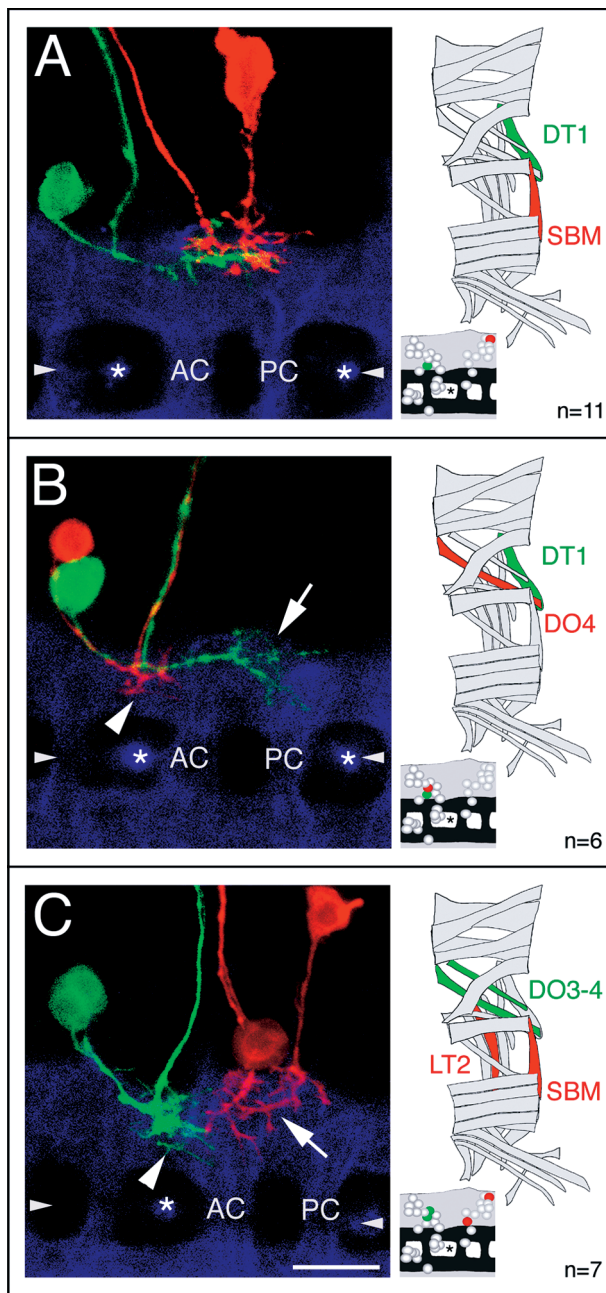 A
DT1
SBM
* AC PC *
*
n=11
B
DT1
DO4
* AC PC *
*
n=6
C
DO3-4
LT2
SBM
* AC PC
*
n=7